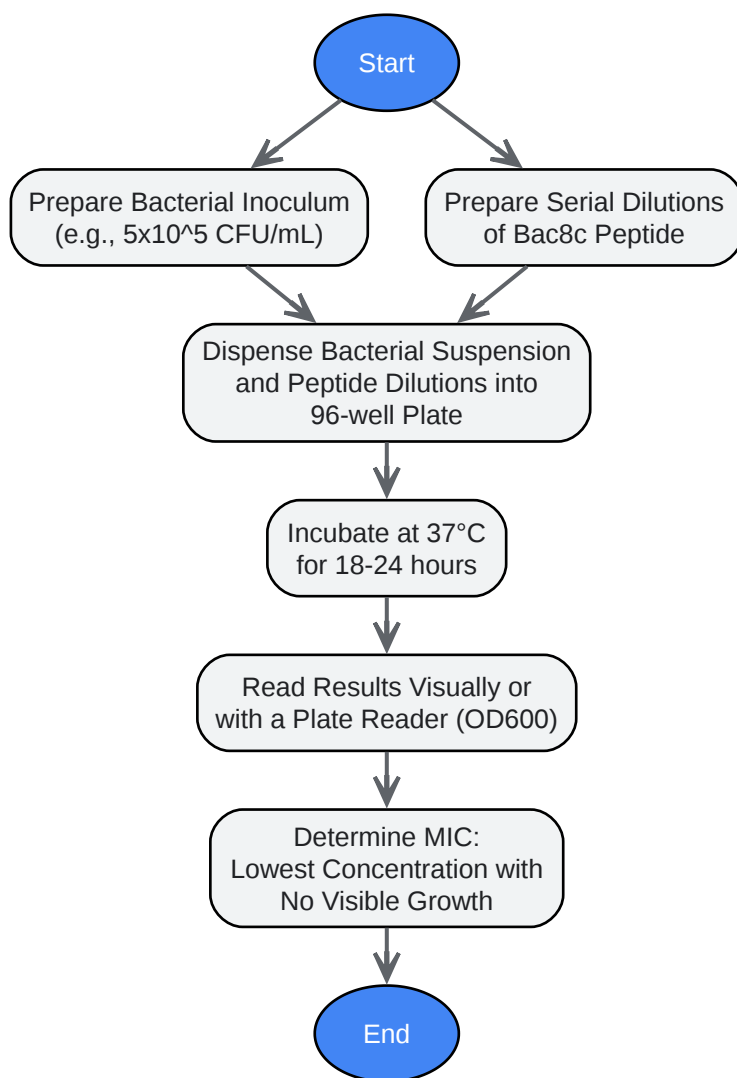 Start
Prepare Bacterial Inoculum
(e.g., 5x10^5 CFU/mL)
Prepare Serial Dilutions
of Bac8c Peptide
Dispense Bacterial Suspension
and Peptide Dilutions into
96-well Plate
Incubate at 37°C
for 18-24 hours
Read Results Visually or
with a Plate Reader (OD600)
Determine MIC:
Lowest Concentration with
No Visible Growth
End